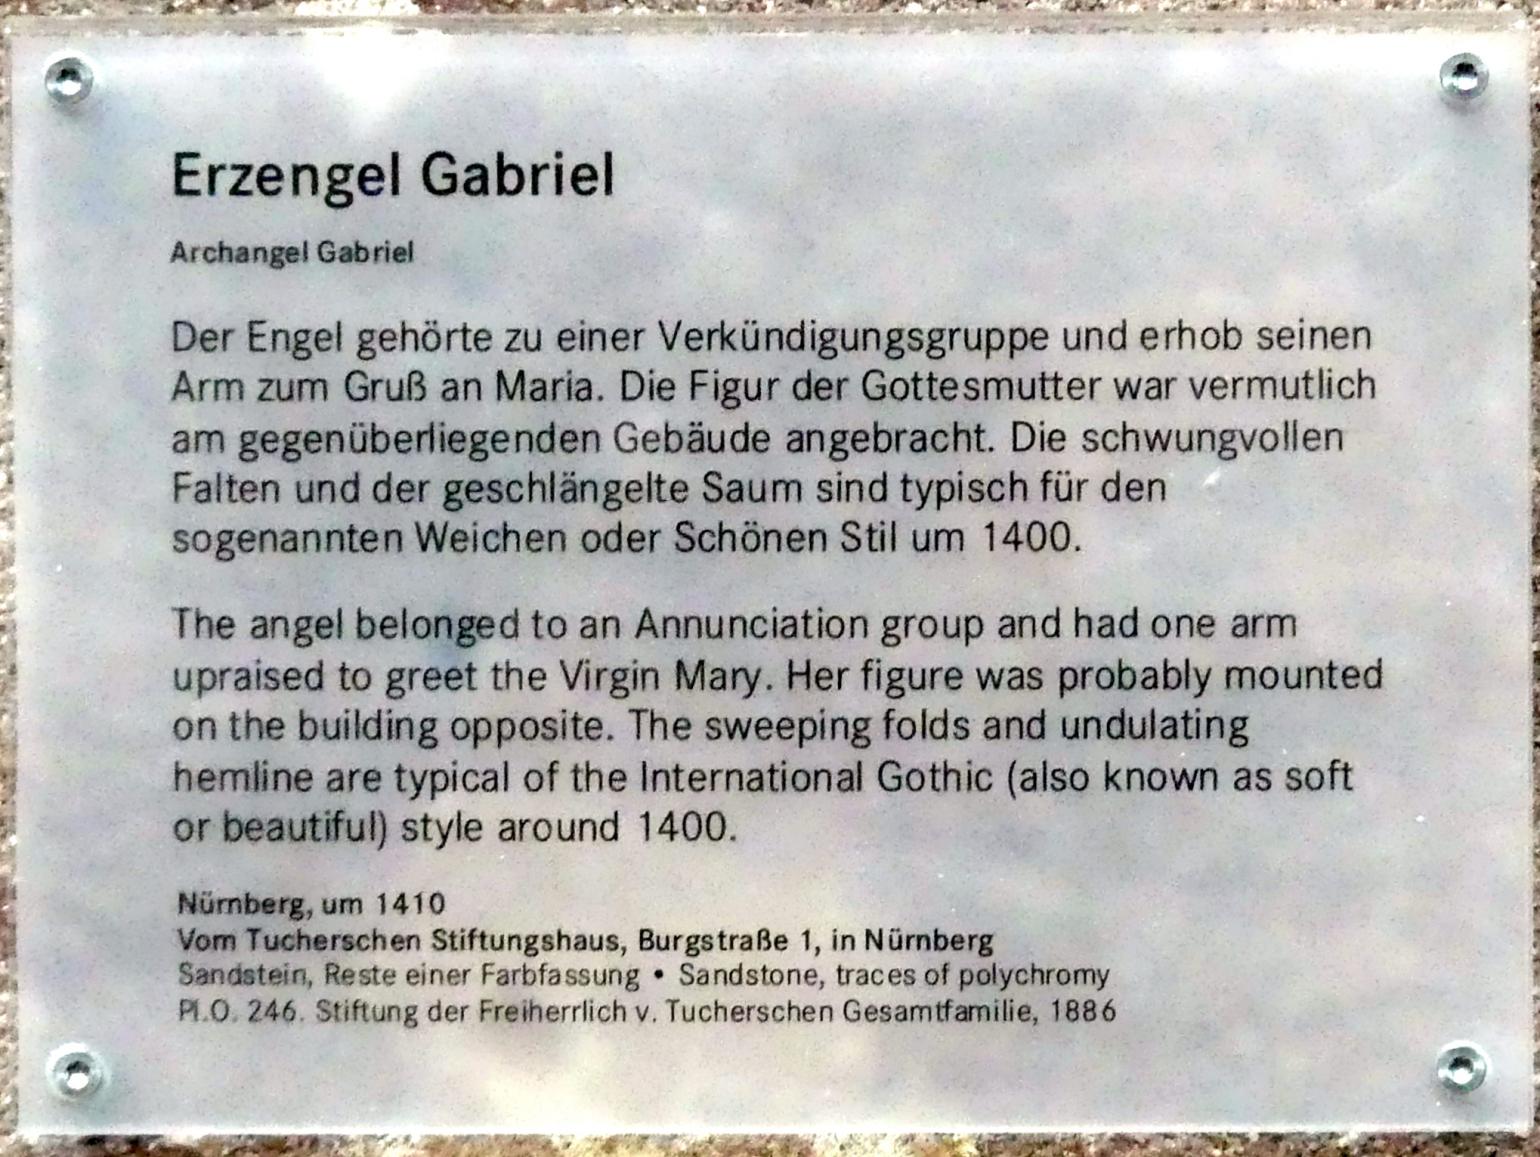 Erzengel Gabriel
Archangel Gabriel
Der Engel gehörte zu einer Verkündigungsgruppe und erhob seinen
Arm zum Gruß an Maria. Die Figur der Gottesmutter war vermutlich
am gegenüberliegenden Gebäude angebracht. Die schwungvollen
Falten und der geschlängelte Saum sind typisch für den
sogenannten Weichen oder Schönen Stil um 1400.
The angel belonged to an Annunciation group and had one arm
upraised to greet the Virgin Mary. Her figure was probably mounted
on the building opposite. The sweeping folds and undulating
hemline are typical of the International Gothic (also known as soft
or beautiful) style around 1400.
Nürnberg, um 1410
Vom Tucherschen Stiftungshaus, Burgstraße 1, in Nürnberg
Sandstein, Reste einer Farbfassung • Sandstone, traces of polychromy
Pl.O. 246. Stiftung der Freiherrlich v. Tucherschen Gesamtfamilie, 1886